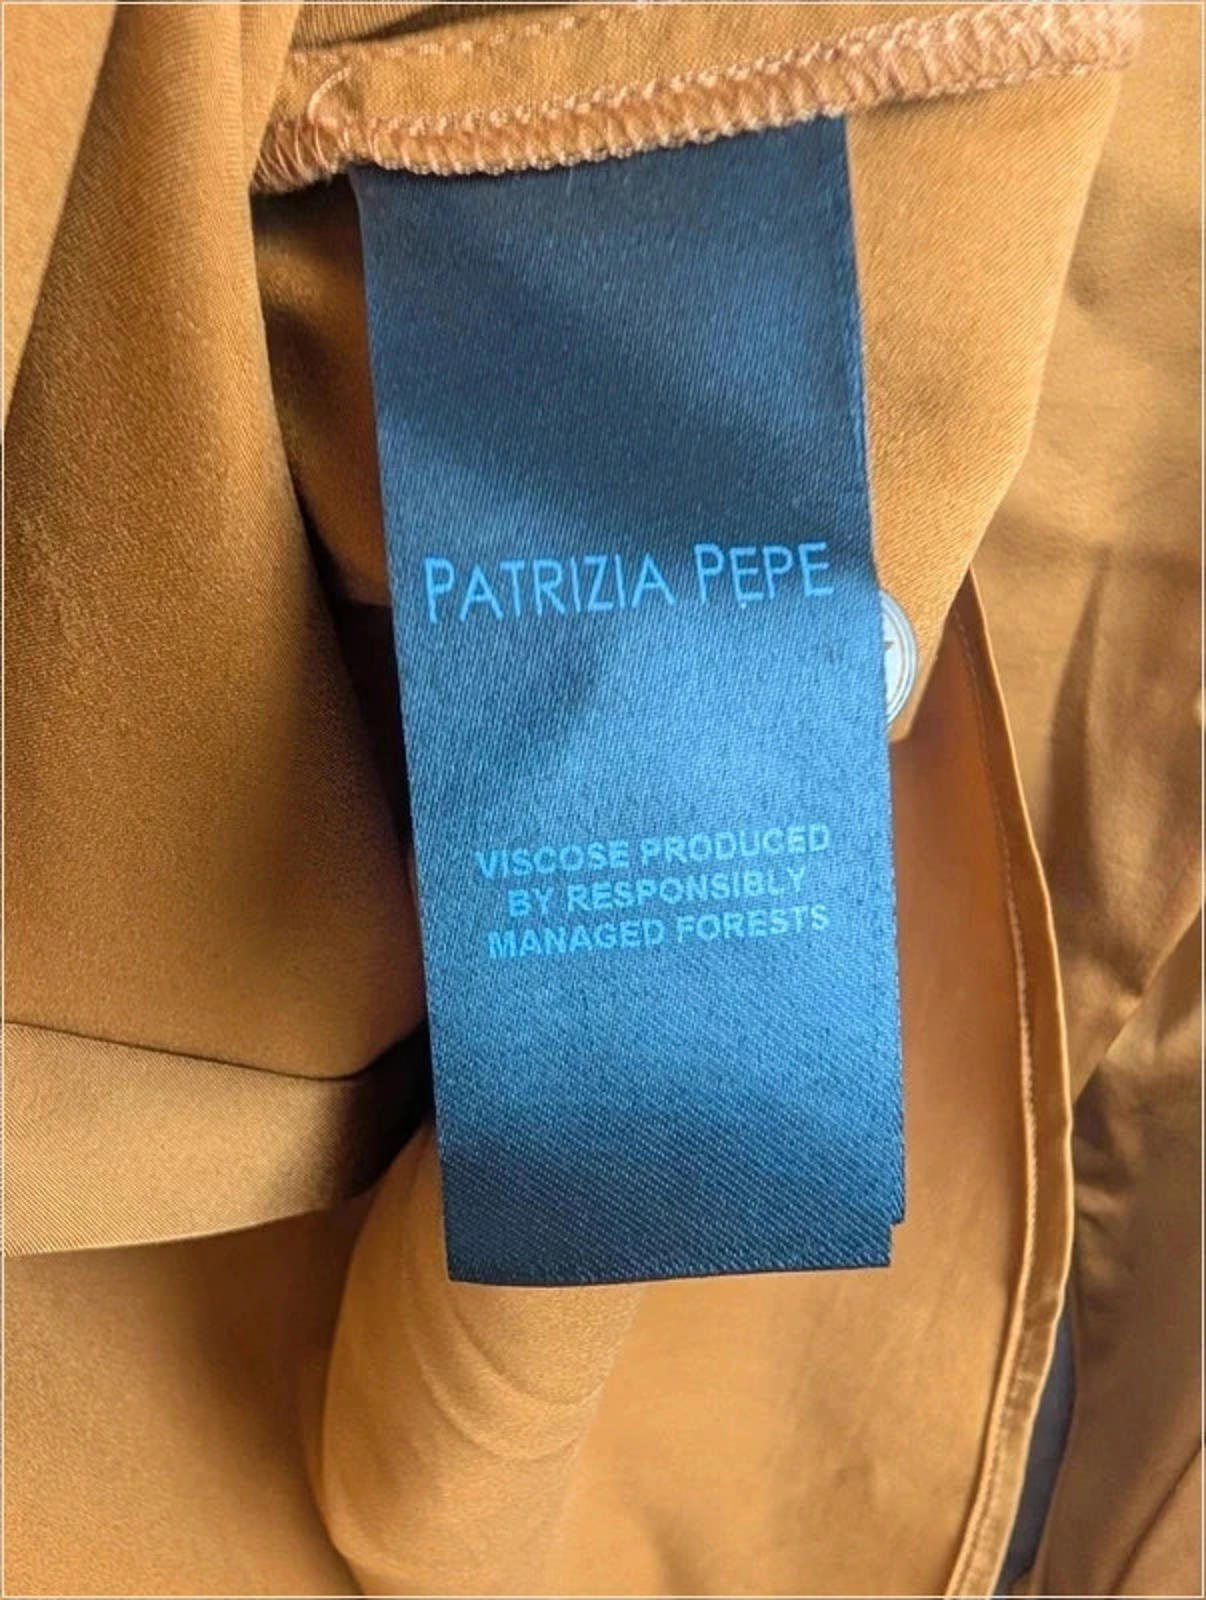 PATRIZIA PEPE
VISCOSE PRODUCED
BY RESPONSIBLY
MANAGED FORESTS